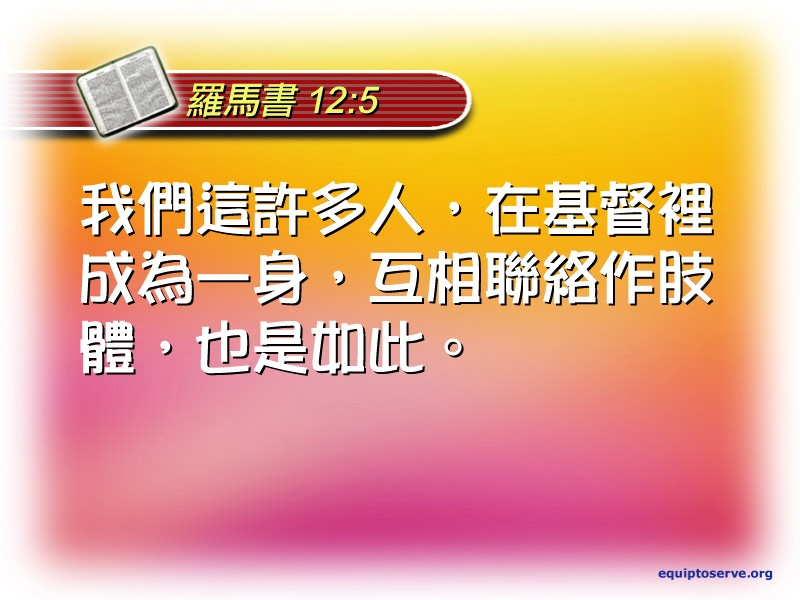 羅馬書 12:5
我們這許多人，在基督裡
成為一身，互相聯絡作肢
體，也是如此。
equiptoserve.org